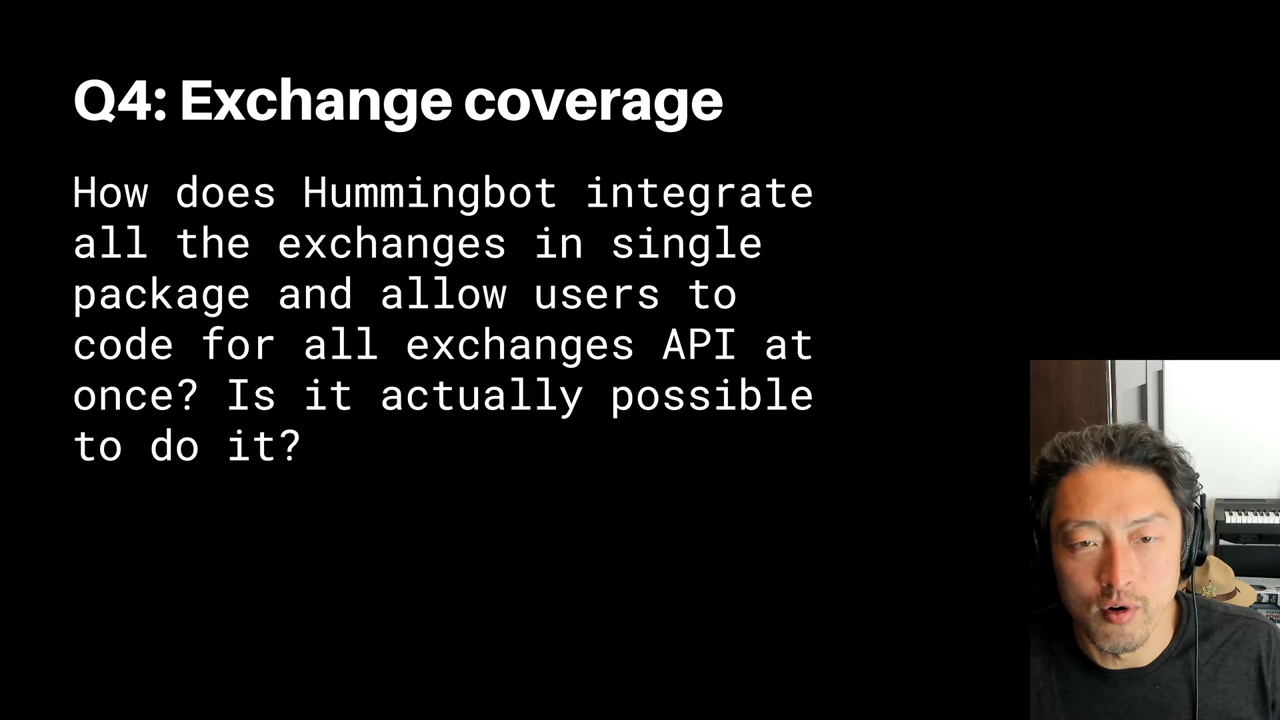 Q4: Exchange coverage
How does Hummingbot integrate
all the exchanges in single
package and allow users to
code for all exchanges API at
once? Is it actually possible
to do it?